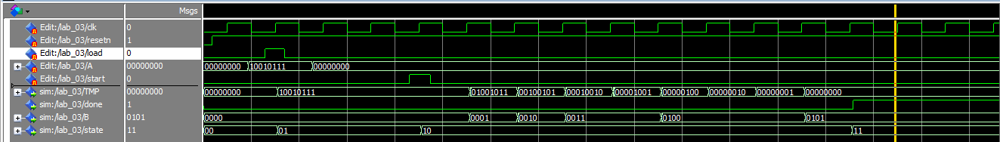 Msgs
Edit:/lab_03/clk 0
Edit:/lab_03/resetn 1
Edit:/lab_03/load 0
Edit:/lab_03/A 00000000 00000000 10010111 00000000
Edit:/lab_03/start 0
sim:/lab_03/TMP 00000000 00000000 10010111 01001011 00100101 00010010 00001001 00000100 00000010 00000001 00000000
sim:/lab_03/done 1
sim:/lab_03/B 0101 0000 0001 0010 0011 0100 0101
sim:/lab_03/state 11 00 01 10 11